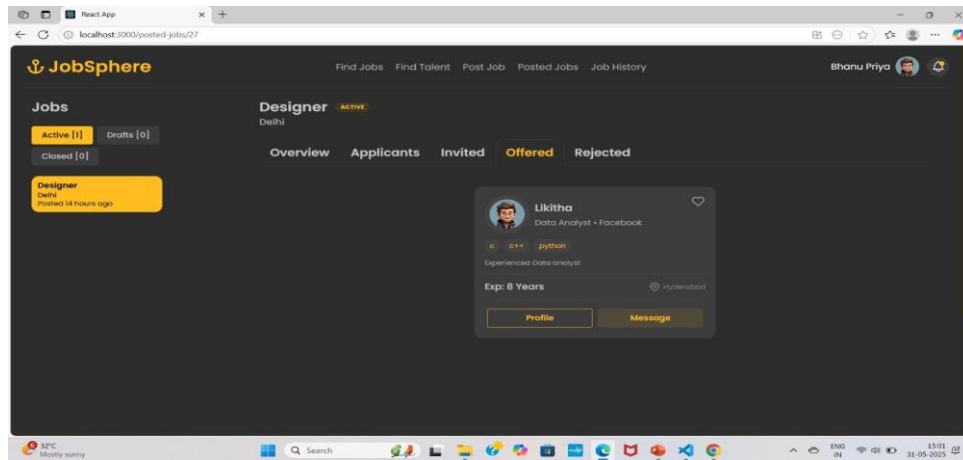 React App
localhost:3000/posted-jobs/27
JobSphere
Find Jobs Find Talent Post Job Posted Jobs Job History
Bhanu Priya
Jobs
Active [1] Drafts [0]
Closed [0]
Designer
Delhi
Posted 14 hours ago
Designer ACTIVE
Delhi
Overview Applicants Invited Offered Rejected
Likitha
Data Analyst • Facebook
c c++ python
Experienced Data analyst
Exp: 8 Years Hyderabad
Profile Message
6
32°C
Mostly sunny
Search
ENG
IN
15:01
31-05-2025